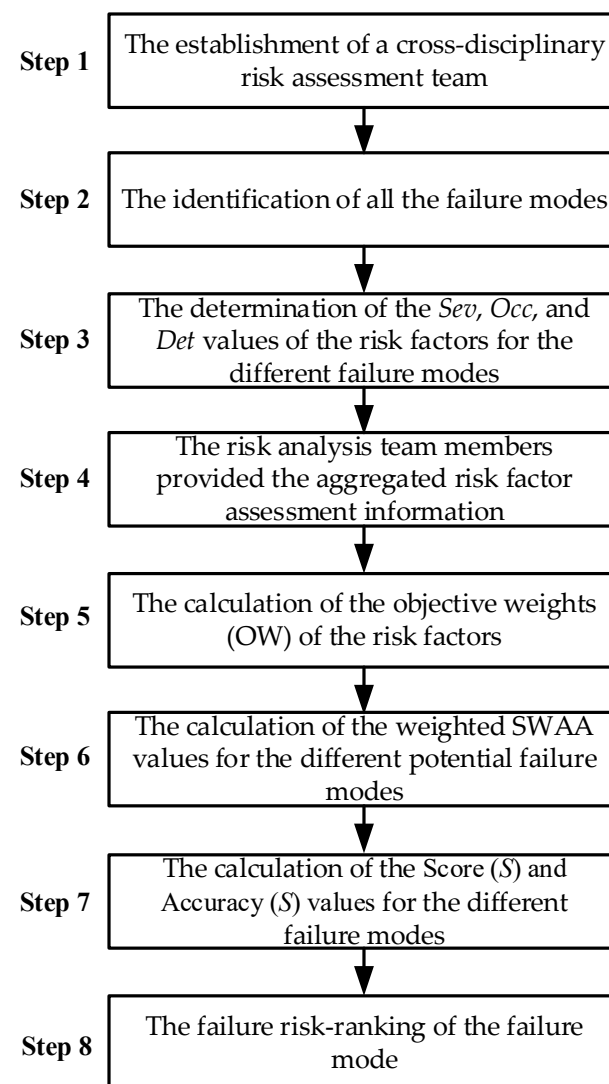 Step 1
The establishment of a cross-disciplinary
risk assessment team
Step 2
The identification of all the failure modes
Step 3
The determination of the Sev, Occ, and
Det values of the risk factors for the
different failure modes
Step 4
The risk analysis team members
provided the aggregated risk factor
assessment information
Step 5
The calculation of the objective weights
(OW) of the risk factors
Step 6
The calculation of the weighted SWAA
values for the different potential failure
modes
Step 7
The calculation of the Score (S) and
Accuracy (S) values for the different
failure modes
Step 8
The failure risk-ranking of the failure
mode